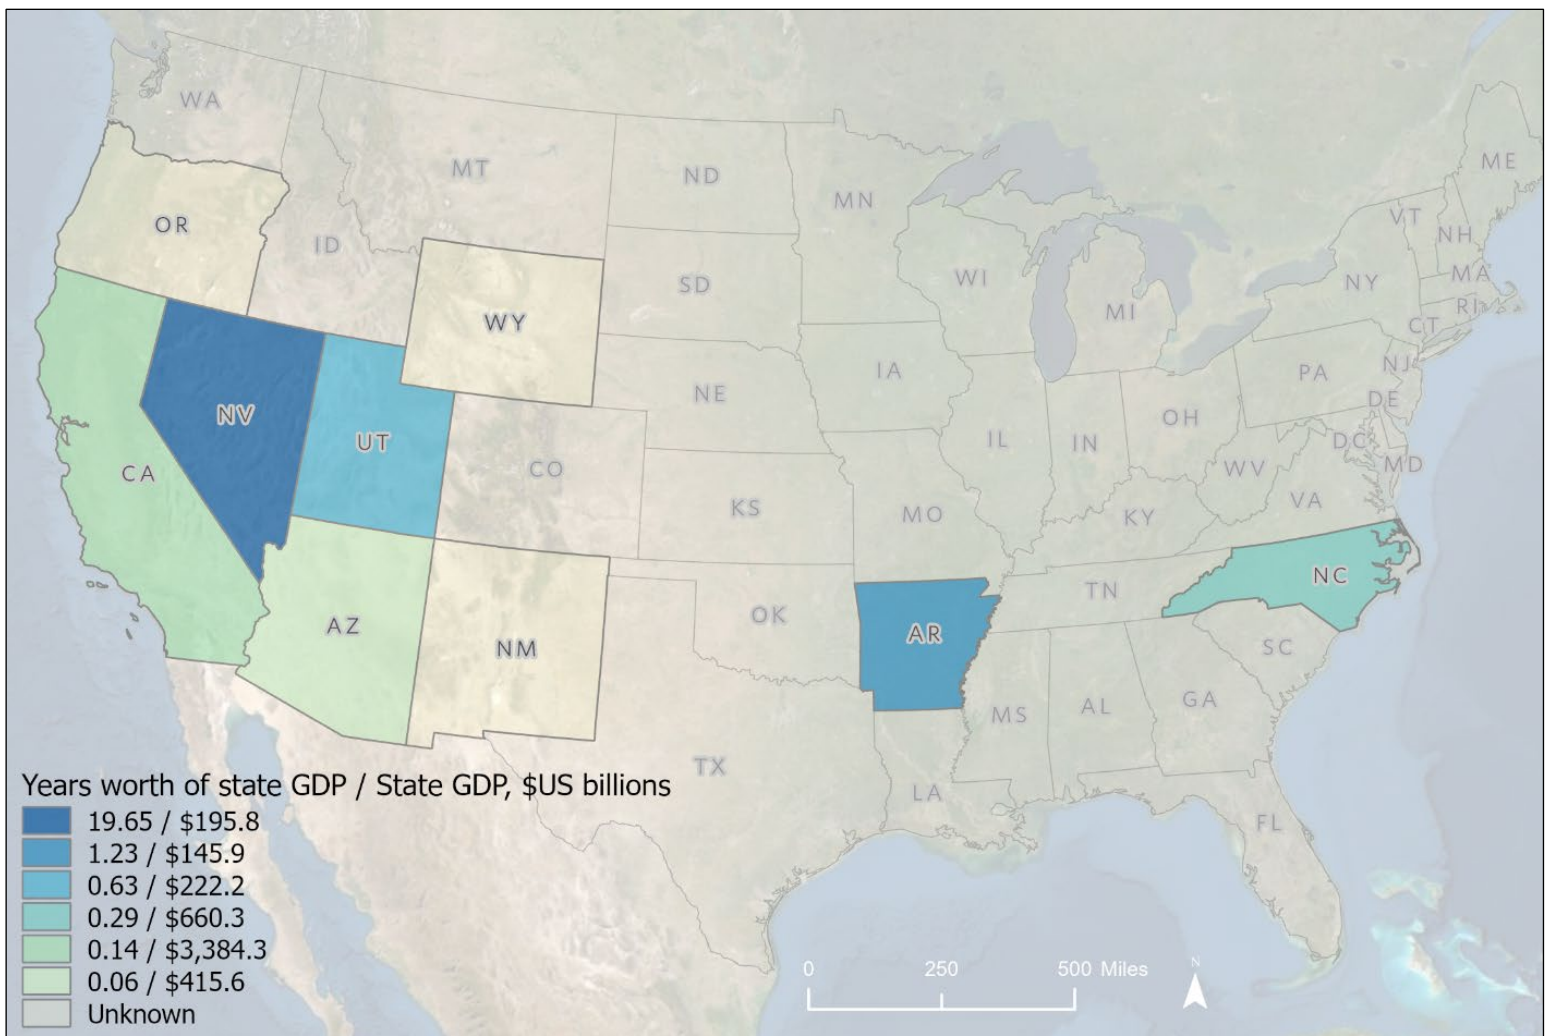 WA
MT
ND
MN
ME
OR
ID
SD
WI
MI
VT
NH
NY
MA
RI
CT
WY
NE
IA
PA
NJ
DE
NV
UT
CO
IL
IN
OH
WV
DC
MD
CA
KS
MO
KY
VA
NC
AZ
NM
OK
AR
TN
SC
TX
MS
AL
GA
LA
FL
Years worth of state GDP / State GDP, $US billions
19.65 / $195.8
1.23 / $145.9
0.63 / $222.2
0.29 / $660.3
0.14 / $3,384.3
0.06 / $415.6
Unknown
0 250 500 Miles
N